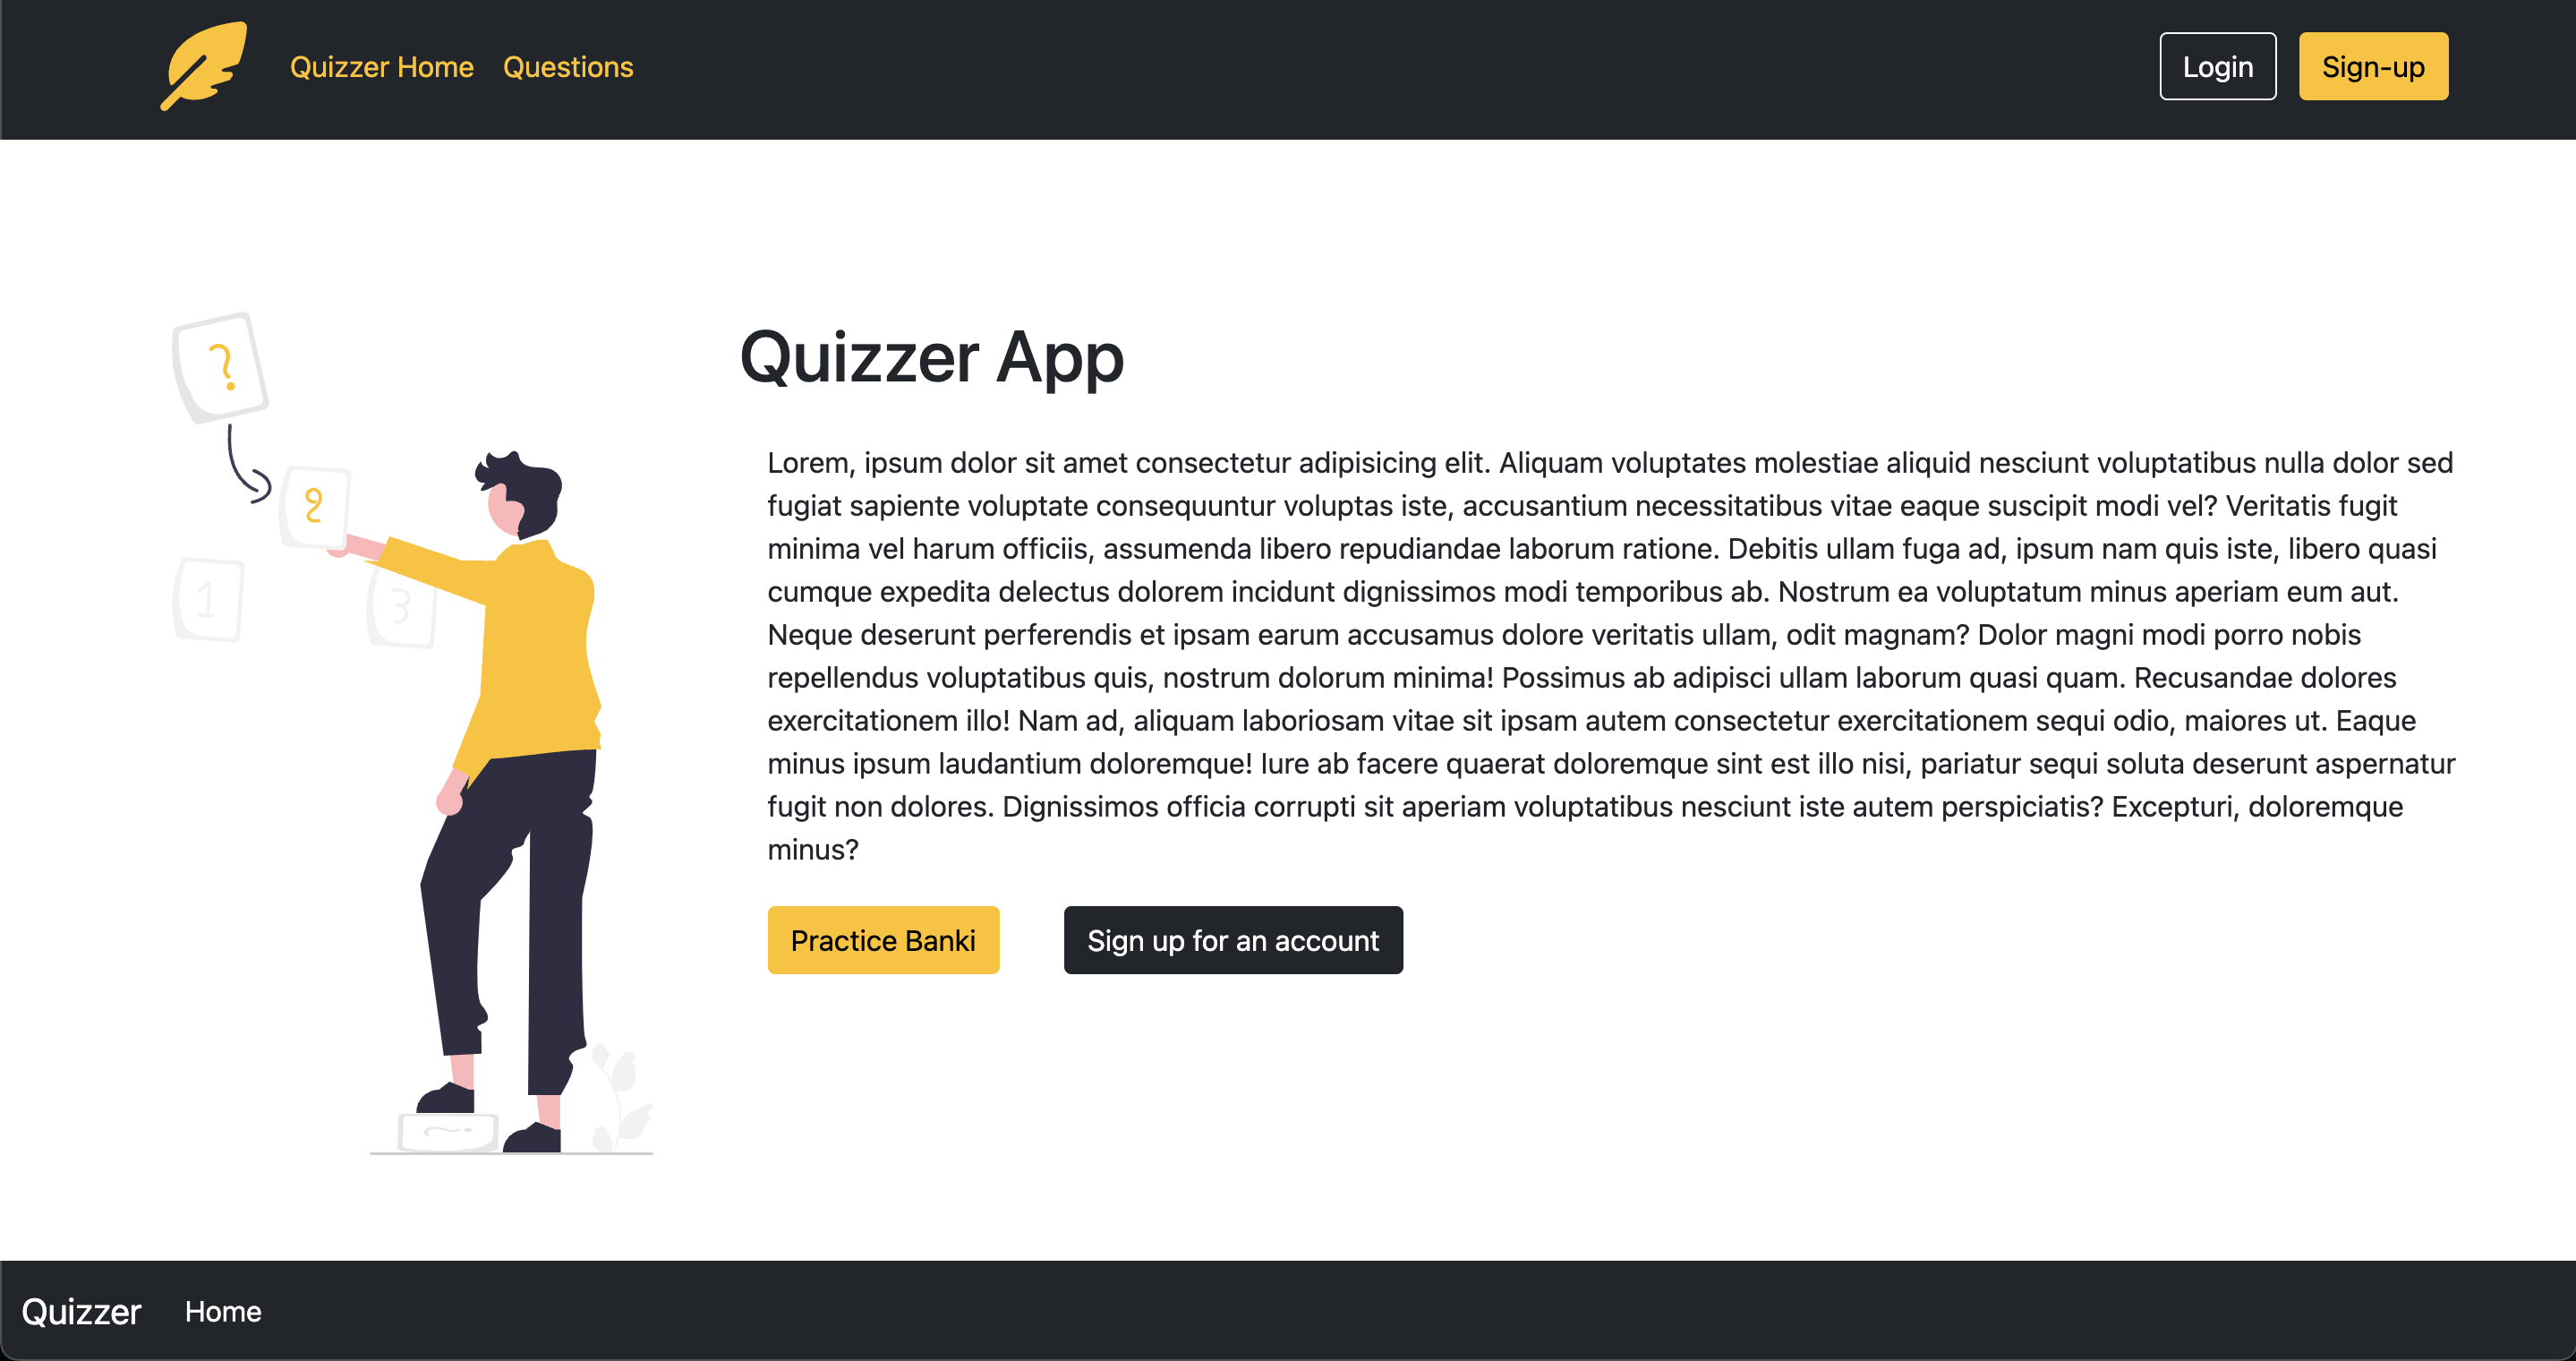 Quizzer Home Questions Login Sign-up
?
2
1 3
Quizzer App
Lorem, ipsum dolor sit amet consectetur adipisicing elit. Aliquam voluptates molestiae aliquid nesciunt voluptatibus nulla dolor sed
fugiat sapiente voluptate consequuntur voluptas iste, accusantium necessitatibus vitae eaque suscipit modi vel? Veritatis fugit
minima vel harum officiis, assumenda libero repudiandae laborum ratione. Debitis ullam fuga ad, ipsum nam quis iste, libero quasi
cumque expedita delectus dolorem incidunt dignissimos modi temporibus ab. Nostrum ea voluptatum minus aperiam eum aut.
Neque deserunt perferendis et ipsam earum accusamus dolore veritatis ullam, odit magnam? Dolor magni modi porro nobis
repellendus voluptatibus quis, nostrum dolorum minima! Possimus ab adipisci ullam laborum quasi quam. Recusandae dolores
exercitationem illo! Nam ad, aliquam laboriosam vitae sit ipsam autem consectetur exercitationem sequi odio, maiores ut. Eaque
minus ipsum laudantium doloremque! Iure ab facere quaerat doloremque sint est illo nisi, pariatur sequi soluta deserunt aspernatur
fugit non dolores. Dignissimos officia corrupti sit aperiam voluptatibus nesciunt iste autem perspiciatis? Excepturi, doloremque
minus?
Practice Banki Sign up for an account
Quizzer Home